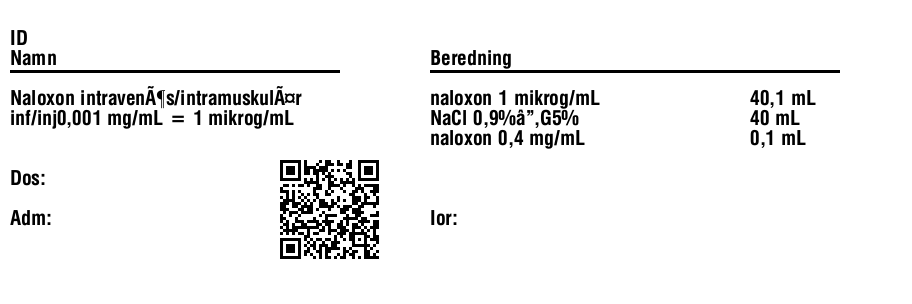 ID
Namn
Beredning
Naloxon intravenÃ¶s/intramuskulÃ¤r
inf/inj0,001 mg/mL = 1 mikrog/mL
naloxon 1 mikrog/mL 40,1 mL
NaCl 0,9%â”‚G5% 40 mL
naloxon 0,4 mg/mL 0,1 mL
Dos:
Adm:
Ior: